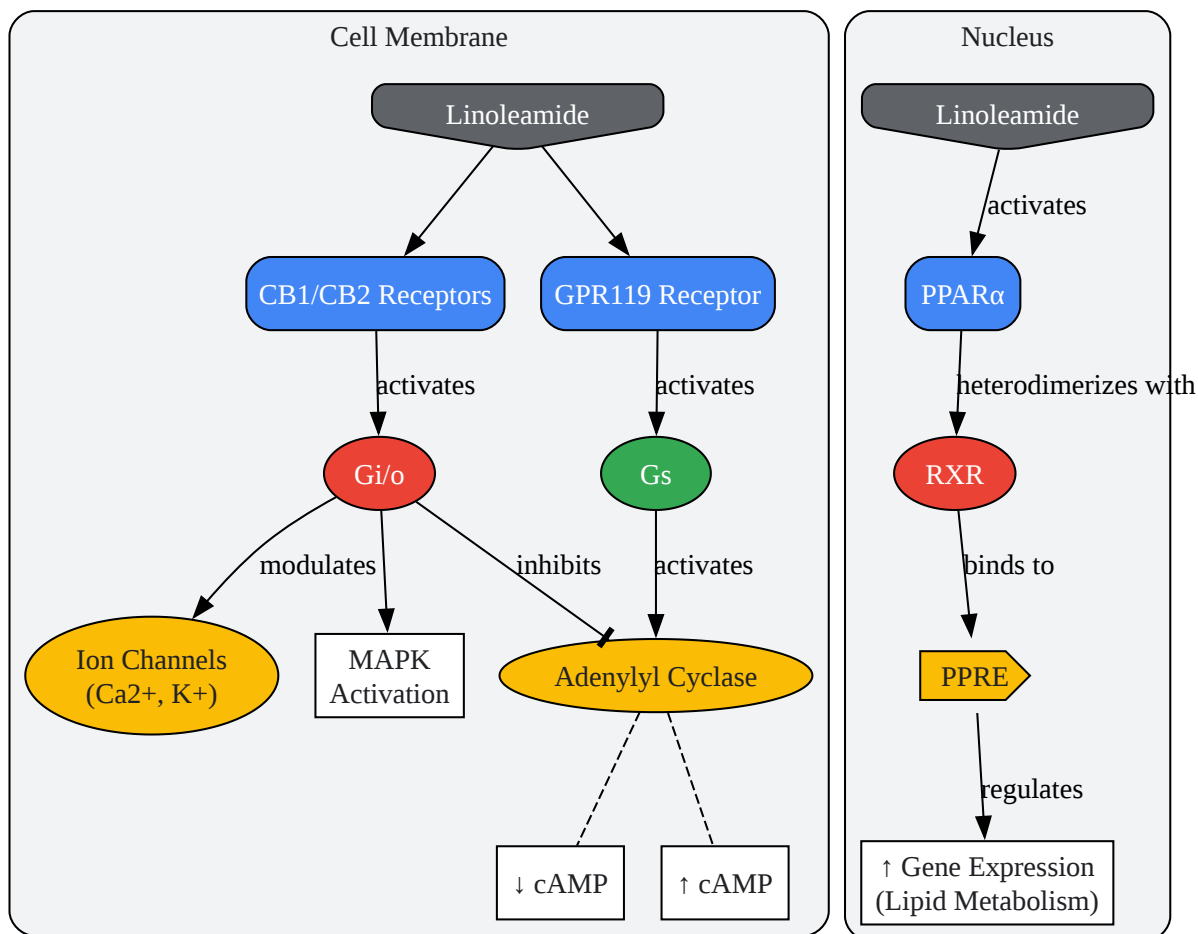 Cell Membrane
Linoleamide
CB1/CB2 Receptors
GPR119 Receptor
activates
activates
Gi/o
Gs
modulates
inhibits
activates
Ion Channels
(Ca2+, K+)
MAPK
Activation
Adenylyl Cyclase
↓ cAMP
↑ cAMP
Nucleus
Linoleamide
activates
PPARα
heterodimerizes with
RXR
binds to
PPRE
regulates
↑ Gene Expression
(Lipid Metabolism)